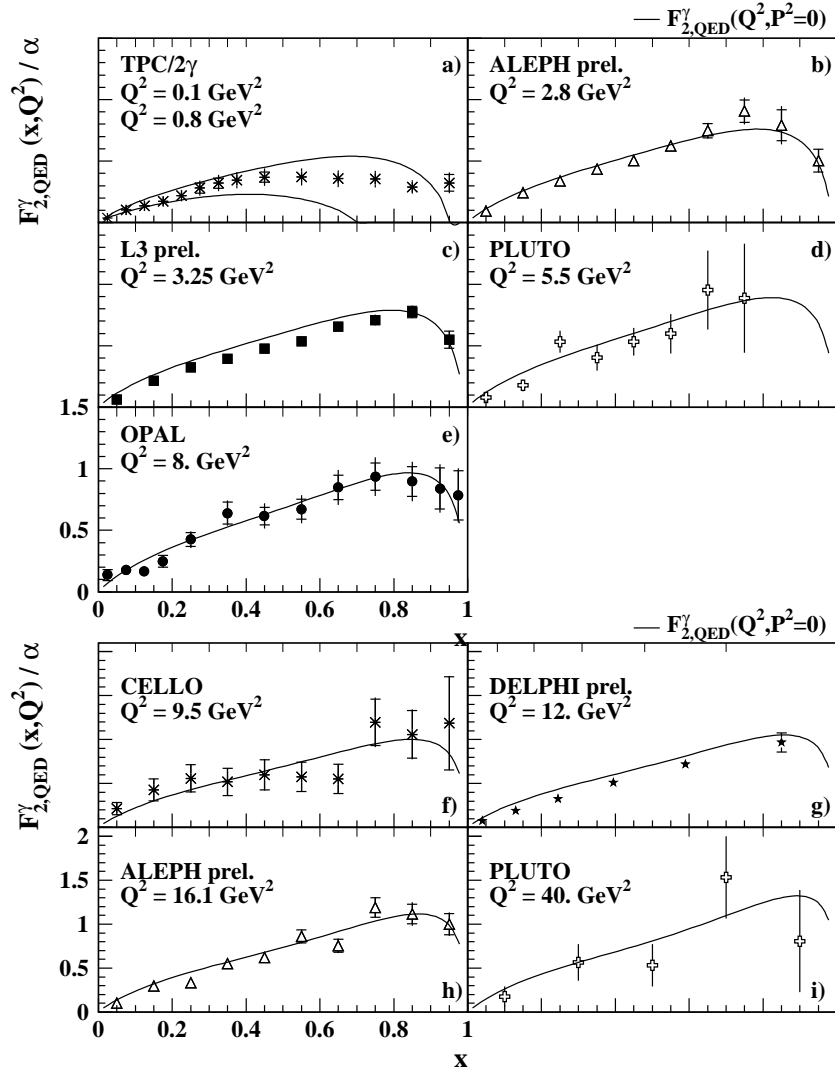 — F^γ_{2,QED}(Q^2,P^2=0)
F^γ_{2,QED} (x,Q^2) / α
TPC/2γ
a)
Q^2 = 0.1 GeV^2
Q^2 = 0.8 GeV^2
ALEPH prel.
b)
Q^2 = 2.8 GeV^2
L3 prel.
c)
Q^2 = 3.25 GeV^2
PLUTO
d)
Q^2 = 5.5 GeV^2
1.5
1
0.5
0
OPAL
e)
Q^2 = 8. GeV^2
0 0.2 0.4 0.6 0.8 1
x
— F^γ_{2,QED}(Q^2,P^2=0)
F^γ_{2,QED} (x,Q^2) / α
CELLO
Q^2 = 9.5 GeV^2
f)
DELPHI prel.
Q^2 = 12. GeV^2
g)
2
1.5
1
0.5
0
ALEPH prel.
Q^2 = 16.1 GeV^2
h)
PLUTO
Q^2 = 40. GeV^2
i)
0 0.2 0.4 0.6 0.8 1
x